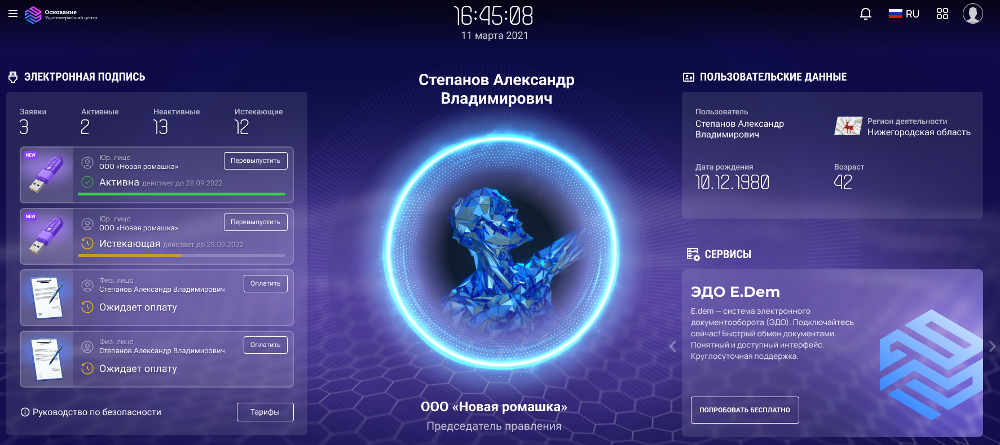 Основание
Удостоверяющий центр
16:45:08
11 марта 2021
RU
ЭЛЕКТРОННАЯ ПОДПИСЬ
Заявки
3
Активные
2
Неактивные
13
Истекающие
12
NEW
Юр. лицо
ООО «Новая ромашка»
Перевыпустить
Активна действет до 28.09.2022
NEW
Юр. лицо
ООО «Новая ромашка»
Перевыпустить
Истекающая действет до 28.09.2022
Физ. лицо
Степанов Александр Владимирович
Оплатить
Ожидает оплату
Физ. лицо
Степанов Александр Владимирович
Оплатить
Ожидает оплату
Руководство по безопасности
Тарифы
Степанов Александр
Владимирович
ООО «Новая ромашка»
Председатель правления
ПОЛЬЗОВАТЕЛЬСКИЕ ДАННЫЕ
Пользователь
Степанов Александр
Владимирович
Регион деятельности
Нижегородская область
Дата рождения
10.12.1980
Возраст
42
СЕРВИСЫ
ЭДО E.Dem
E.dem — система электронного
документооборота (ЭДО). Подключайтесь
сейчас! Быстрый обмен документами.
Понятный и доступный интерфейс.
Круглосуточная поддержка.
ПОПРОБОВАТЬ БЕСПЛАТНО